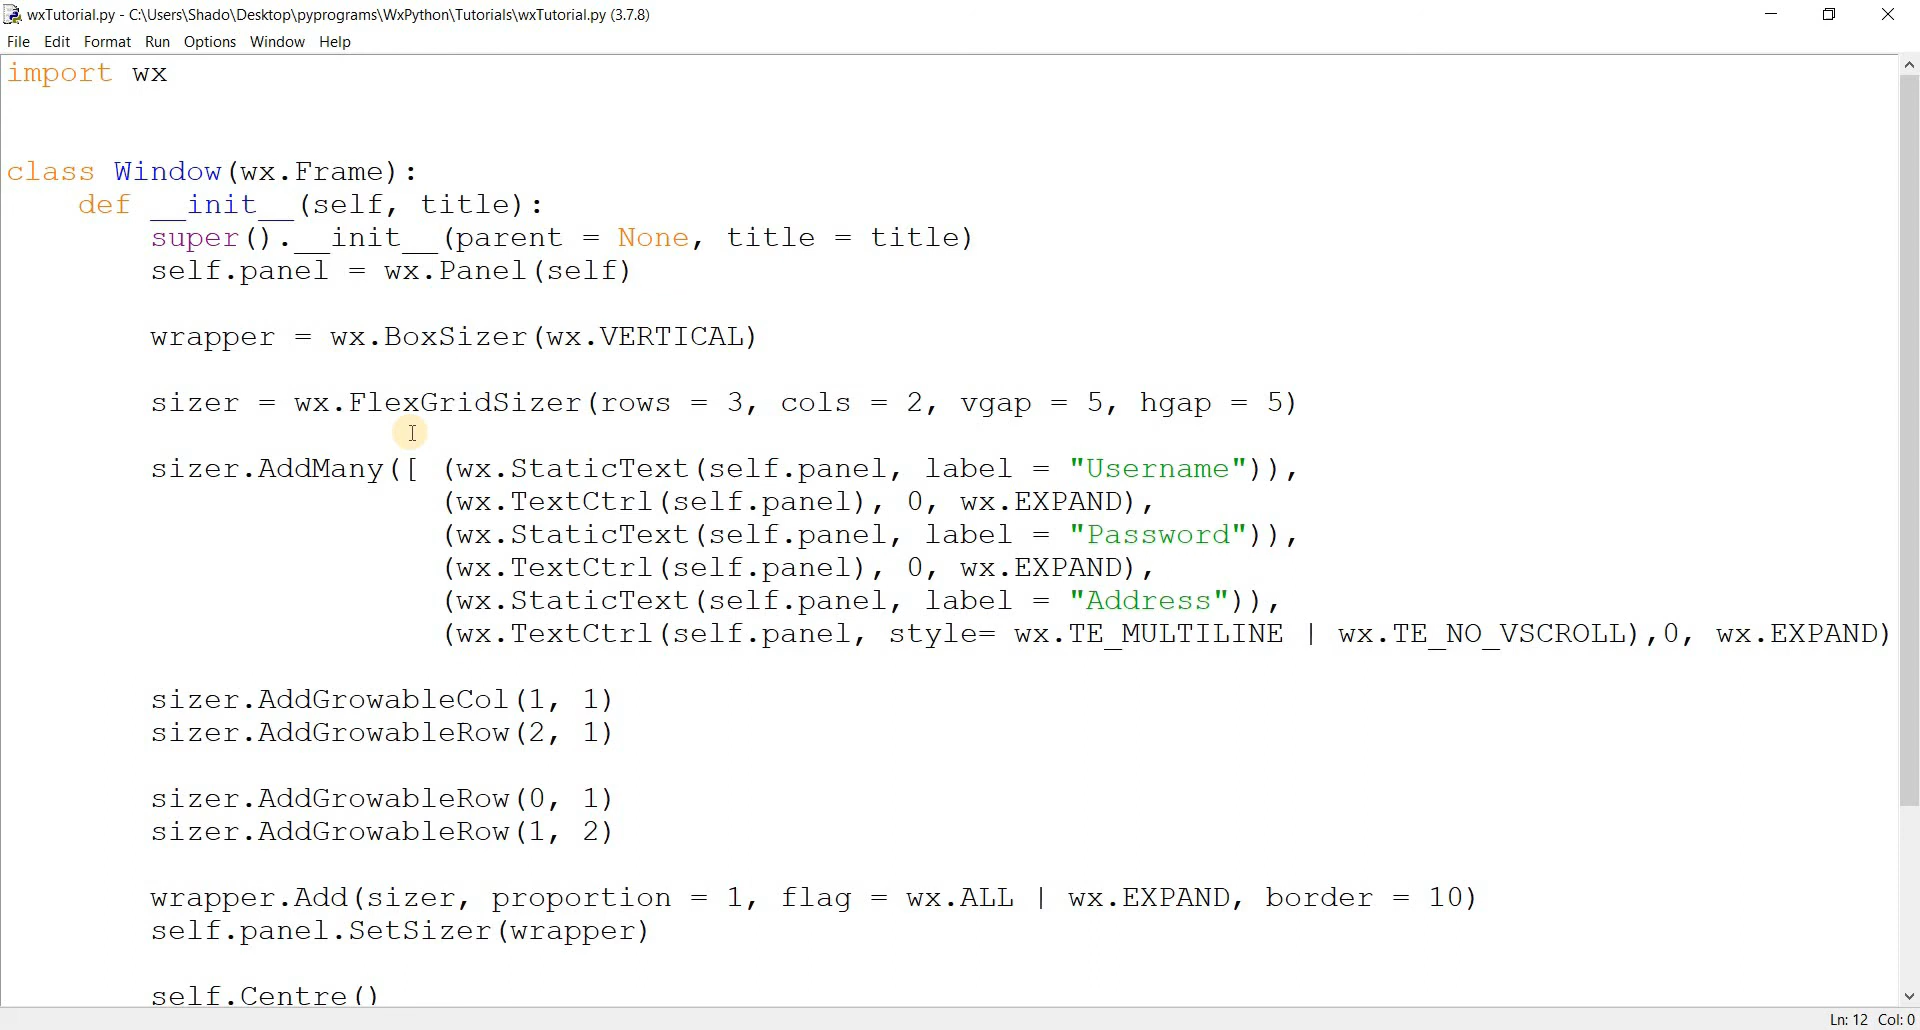 wxTutorial.py - C:\Users\Shado\Desktop\pyprograms\WxPython\Tutorials\wxTutorial.py (3.7.8)
File Edit Format Run Options Window Help
import wx
class Window(wx.Frame):
    def __init__(self, title):
        super().__init__(parent = None, title = title)
        self.panel = wx.Panel(self)
        wrapper = wx.BoxSizer(wx.VERTICAL)
        sizer = wx.FlexGridSizer(rows = 3, cols = 2, vgap = 5, hgap = 5)
        sizer.AddMany([ (wx.StaticText(self.panel, label = "Username")),
                        (wx.TextCtrl(self.panel), 0, wx.EXPAND),
                        (wx.StaticText(self.panel, label = "Password")),
                        (wx.TextCtrl(self.panel), 0, wx.EXPAND),
                        (wx.StaticText(self.panel, label = "Address")),
                        (wx.TextCtrl(self.panel, style= wx.TE_MULTILINE | wx.TE_NO_VSCROLL),0, wx.EXPAND)
        sizer.AddGrowableCol(1, 1)
        sizer.AddGrowableRow(2, 1)
        sizer.AddGrowableRow(0, 1)
        sizer.AddGrowableRow(1, 2)
        wrapper.Add(sizer, proportion = 1, flag = wx.ALL | wx.EXPAND, border = 10)
        self.panel.SetSizer(wrapper)
        self.Centre()
Ln: 12 Col: 0